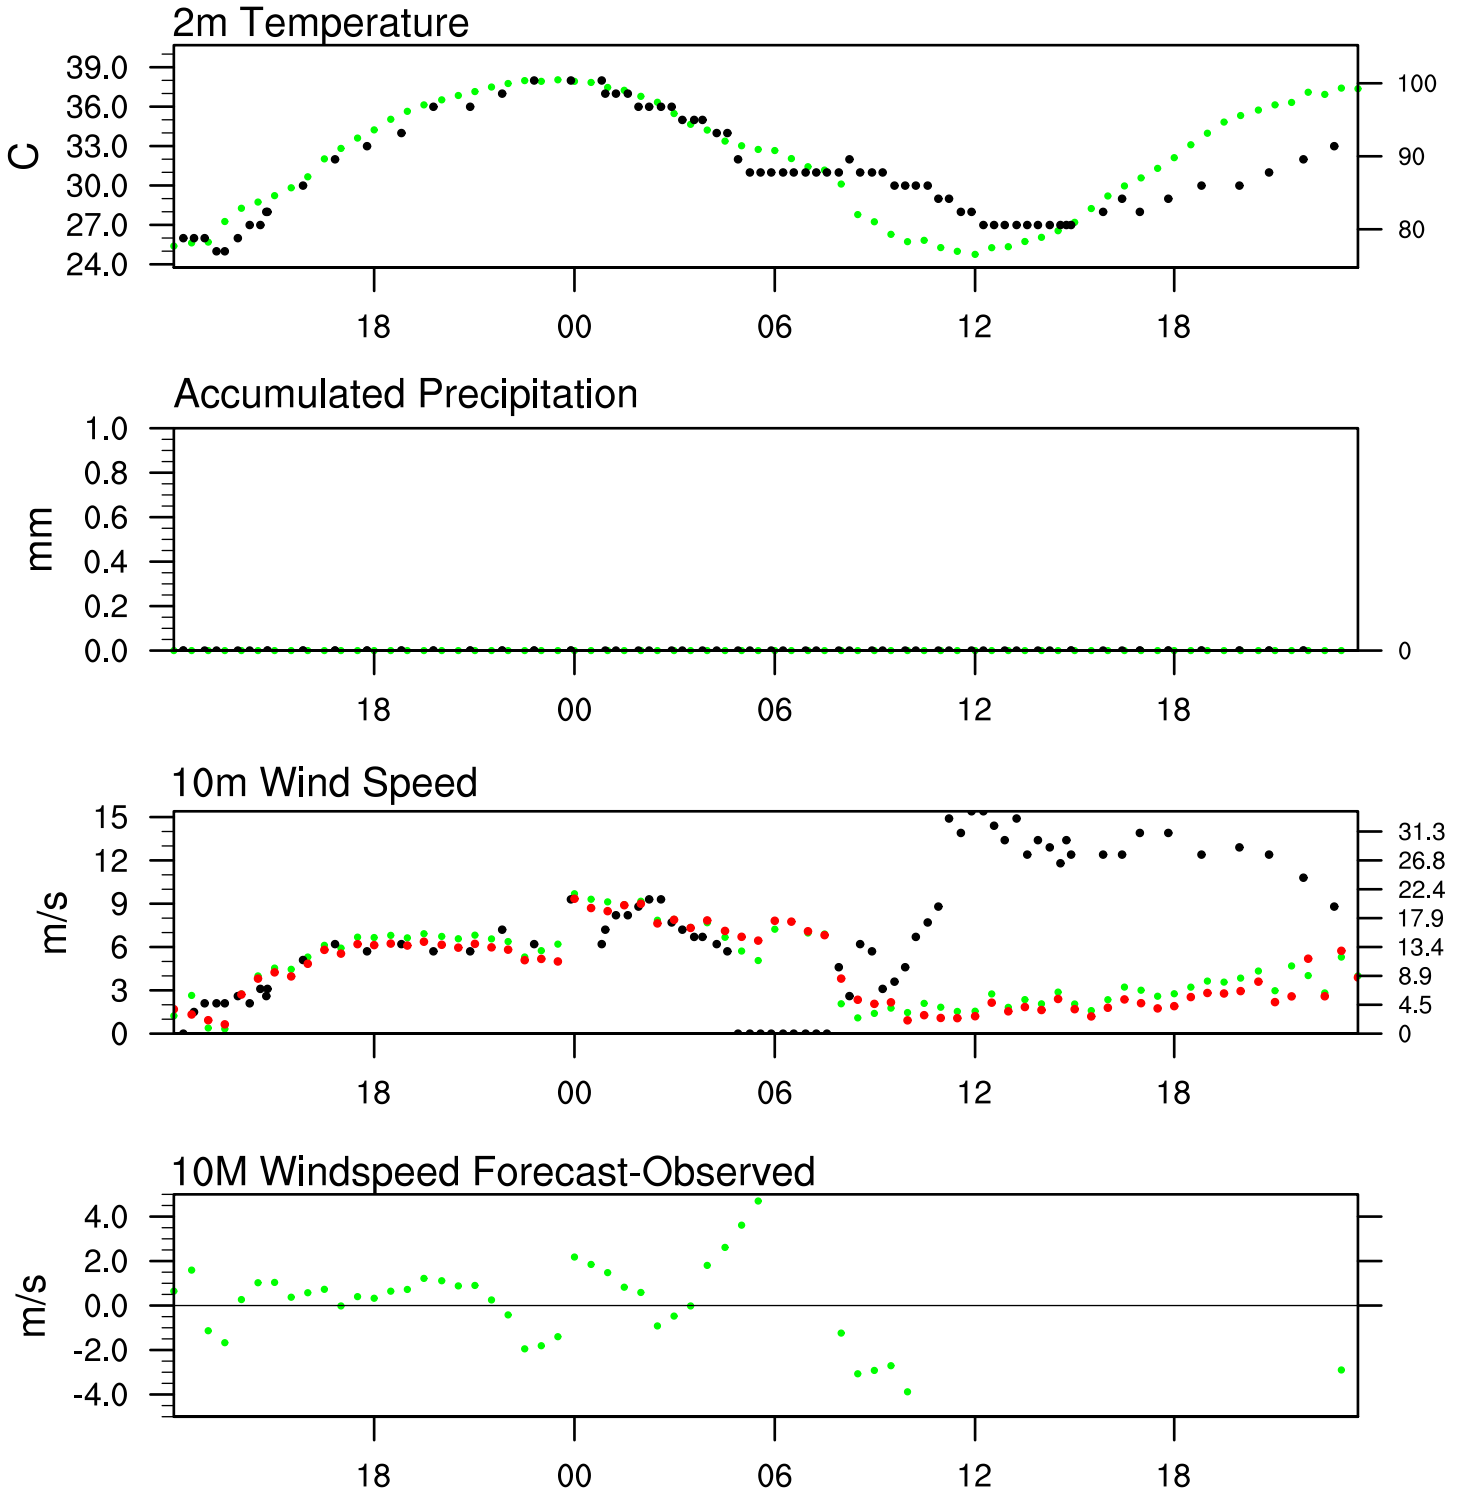 2m Temperature
39.0
36.0
33.0
30.0
27.0
24.0
C
100
90
80
18 00 06 12 18
Accumulated Precipitation
1.0
0.8
0.6
0.4
0.2
0.0
mm
0
18 00 06 12 18
10m Wind Speed
15
12
9
6
3
0
m/s
31.3
26.8
22.4
17.9
13.4
8.9
4.5
0
18 00 06 12 18
10M Windspeed Forecast-Observed
4.0
2.0
0.0
-2.0
-4.0
m/s
18 00 06 12 18